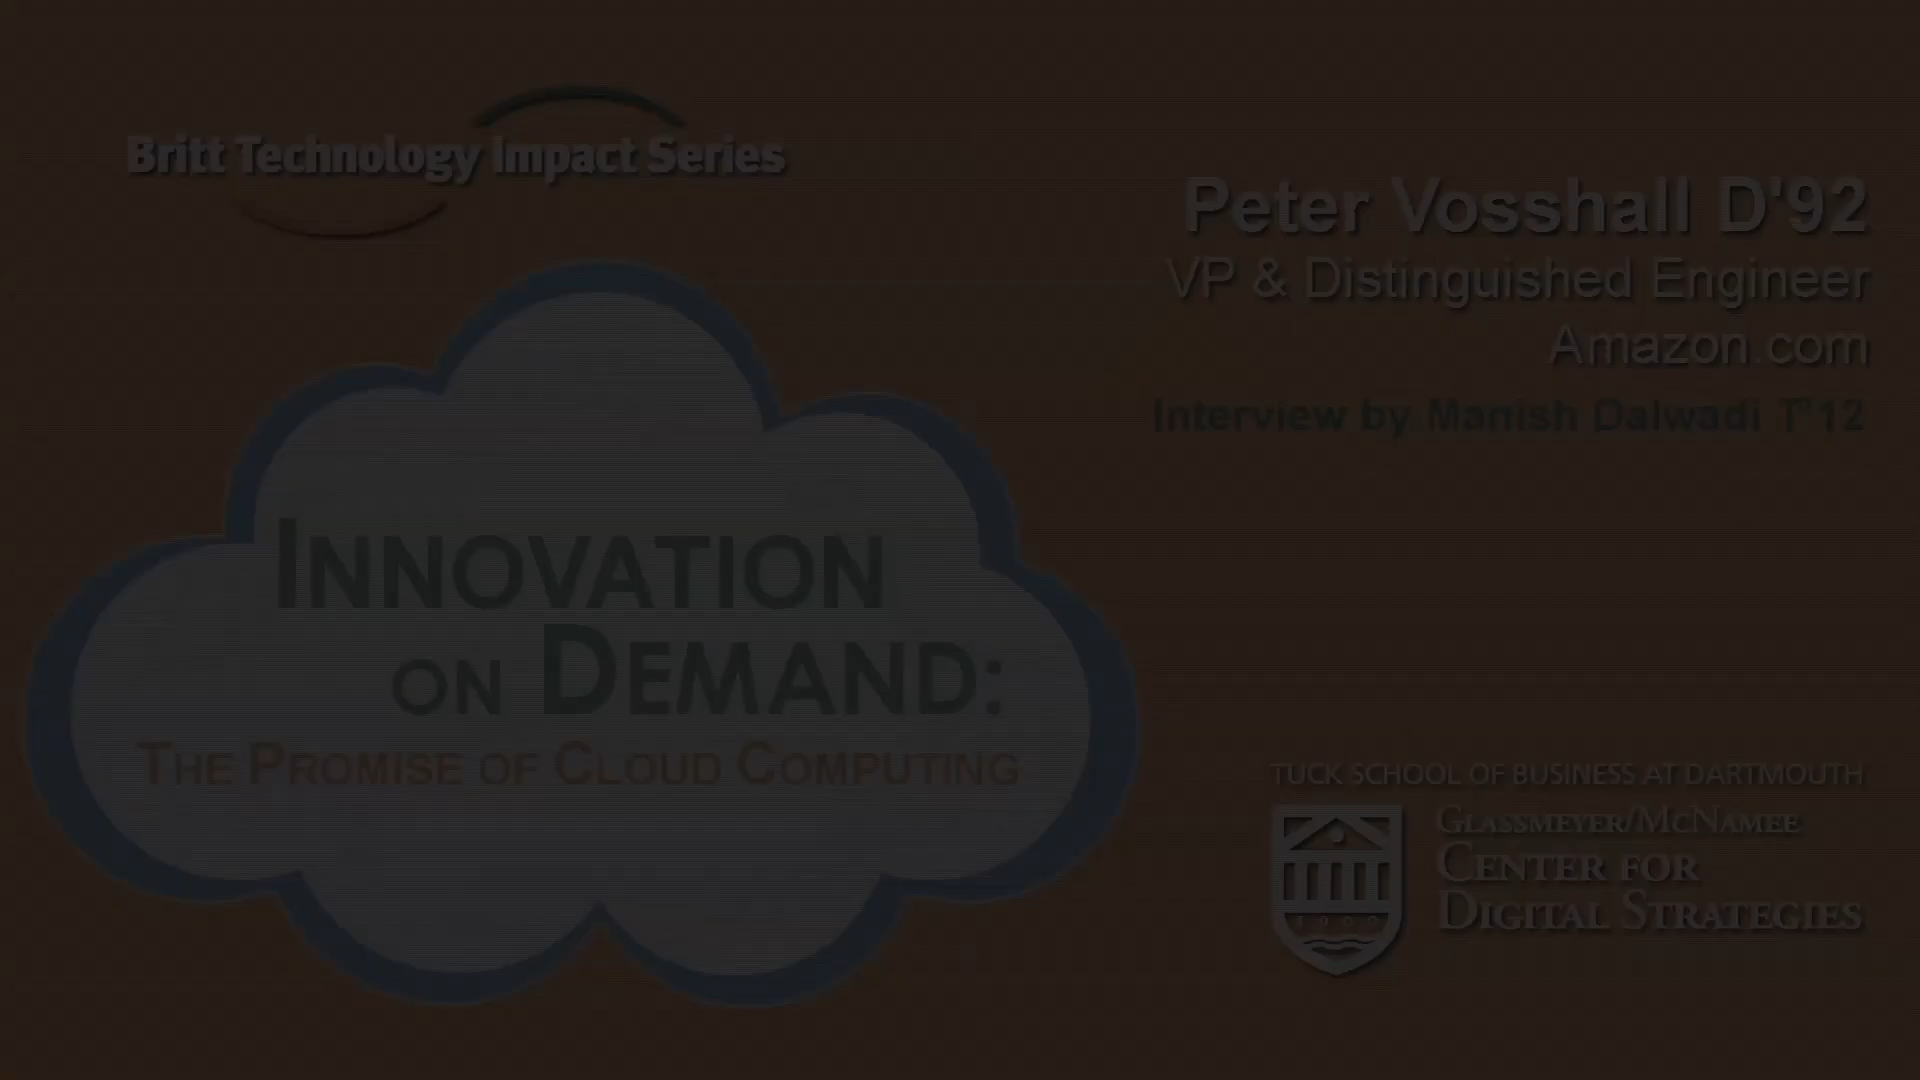 Britt Technology Impact Series
Peter Vosshall D'92
VP & Distinguished Engineer
Amazon.com
Interview by Manish Dalwadi T'12
INNOVATION
ON DEMAND:
THE PROMISE OF CLOUD COMPUTING
TUCK SCHOOL OF BUSINESS AT DARTMOUTH
GLASSMEYER/MCNAMEE
CENTER FOR
DIGITAL STRATEGIES
1900